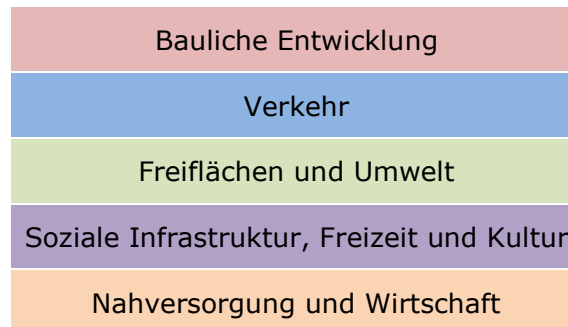 Bauliche Entwicklung
Verkehr
Freiflächen und Umwelt
Soziale Infrastruktur, Freizeit und Kultur
Nahversorgung und Wirtschaft